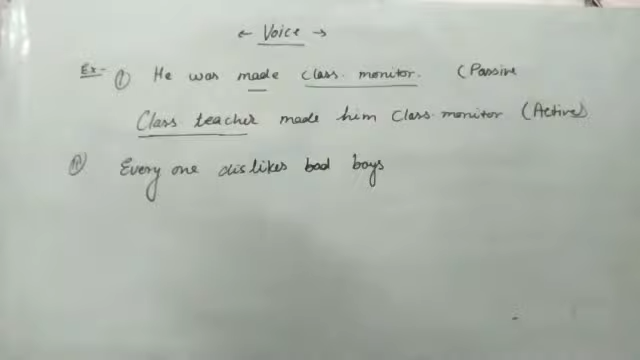 ← Voice →
Ex- ① He was made class monitor. (Passive
Class teacher made him class monitor (Active)
② Every one dislikes bad boys